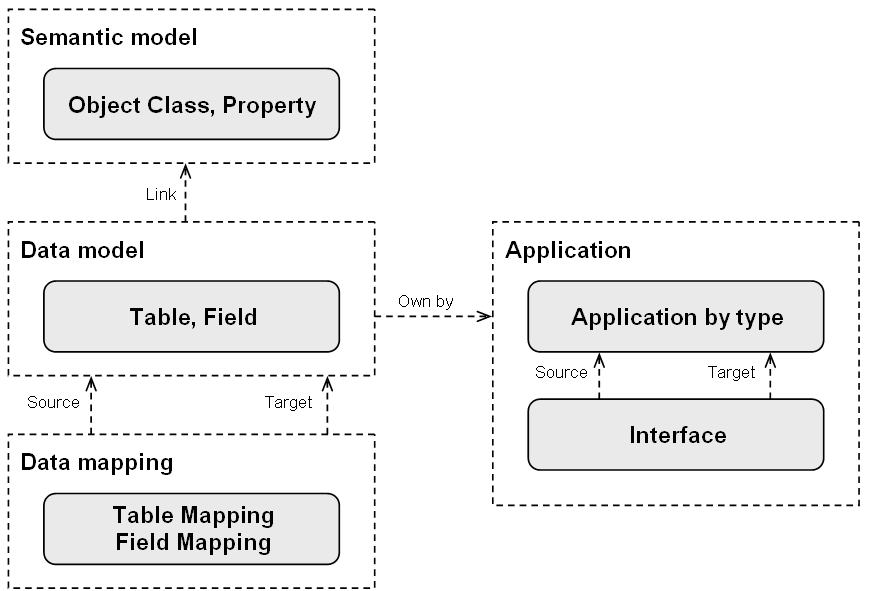 Semantic model
Object Class, Property
Link
Data model
Table, Field
Own by
Application
Application by type
Source
Target
Interface
Source
Target
Data mapping
Table Mapping
Field Mapping